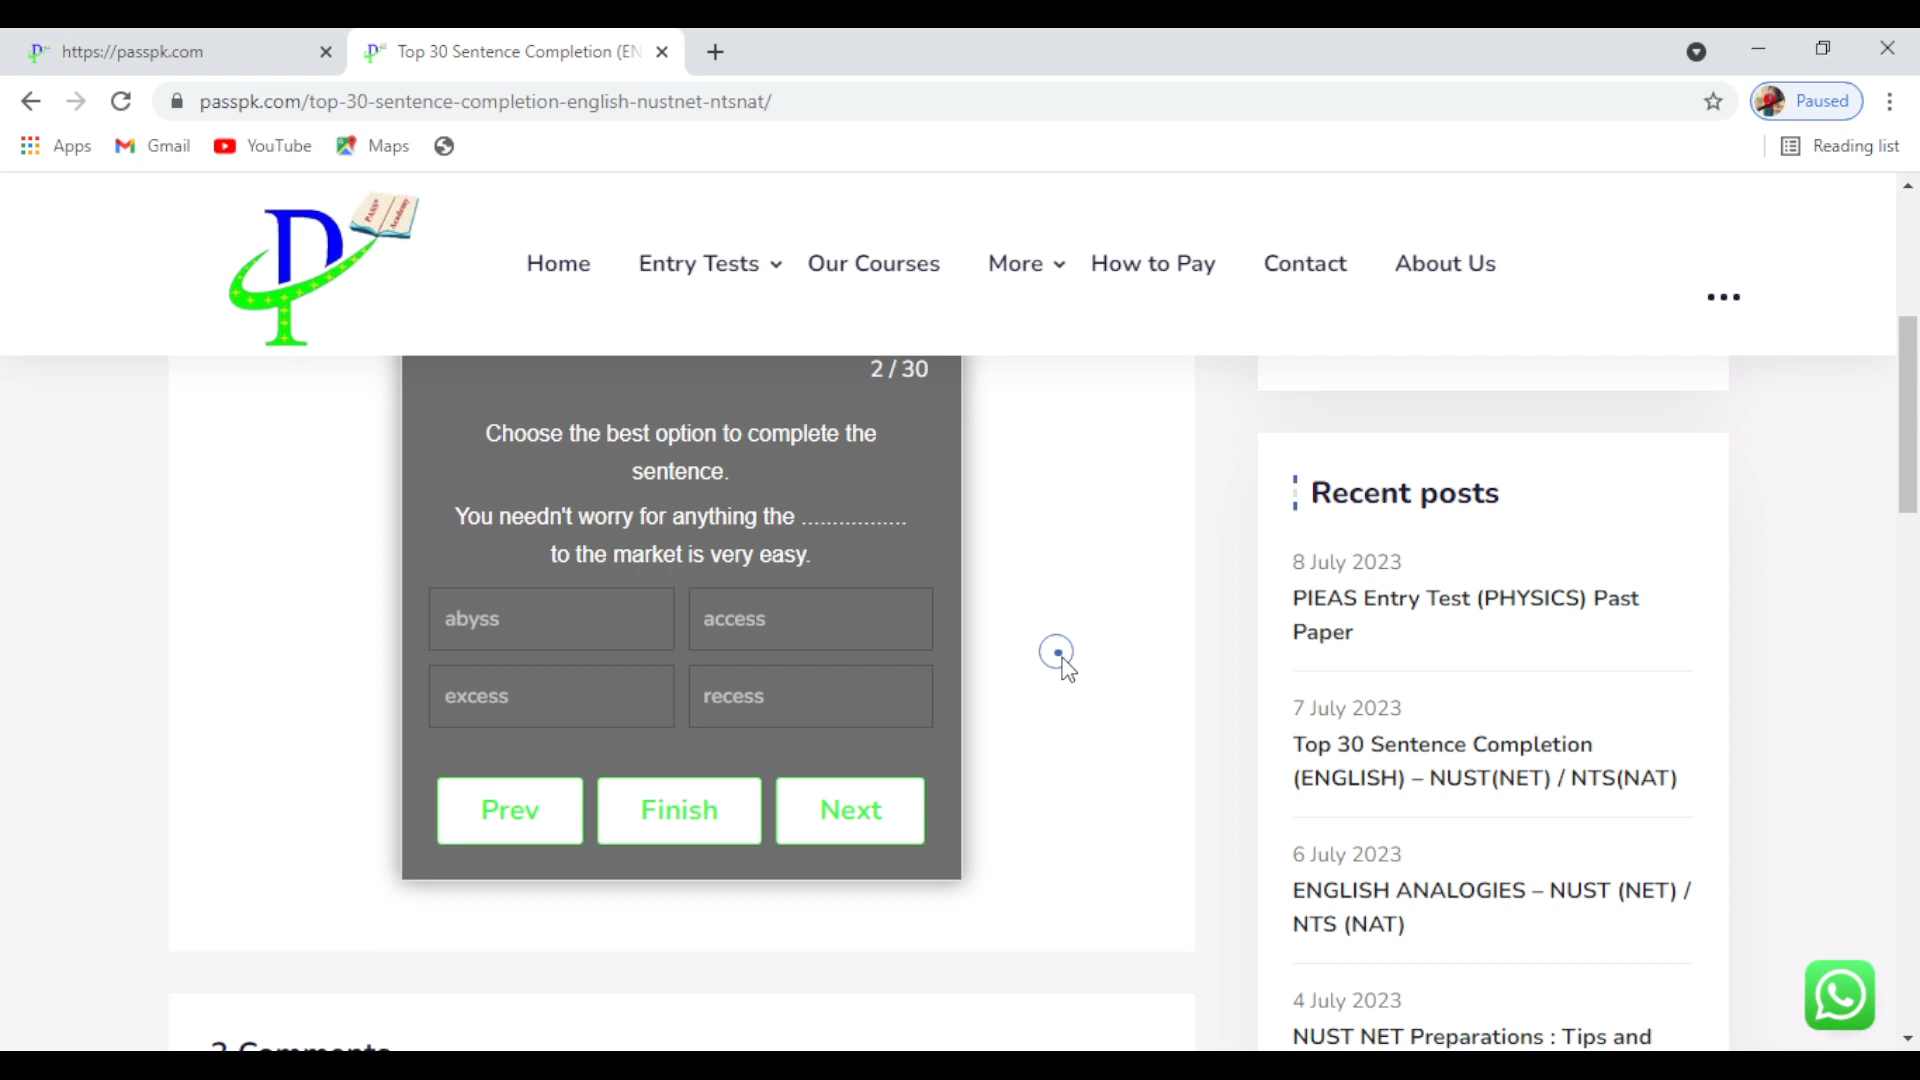 https://passpk.com
Top 30 Sentence Completion (EN
passpk.com/top-30-sentence-completion-english-nustnet-ntsnat/
Paused
Apps
Gmail
YouTube
Maps
Reading list
PASS® Academy
Home
Entry Tests
Our Courses
More
How to Pay
Contact
About Us
2 / 30
Choose the best option to complete the
sentence.
You needn't worry for anything the .................
to the market is very easy.
abyss
access
excess
recess
Prev
Finish
Next
Recent posts
8 July 2023
PIEAS Entry Test (PHYSICS) Past
Paper
7 July 2023
Top 30 Sentence Completion
(ENGLISH) – NUST(NET) / NTS(NAT)
6 July 2023
ENGLISH ANALOGIES – NUST (NET) /
NTS (NAT)
4 July 2023
NUST NET Preparations : Tips and
Comments